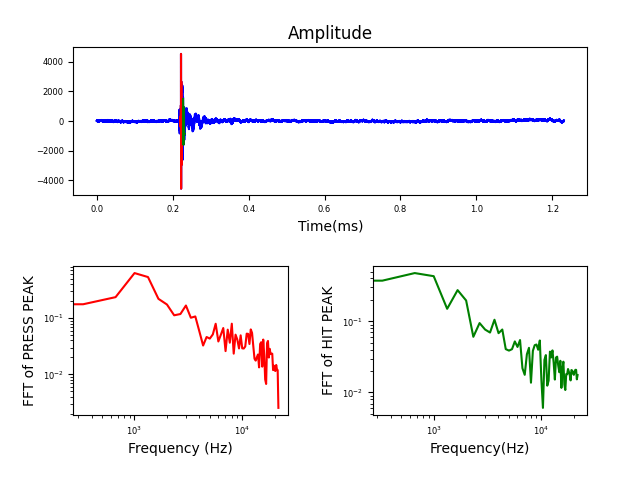 Amplitude
4000
2000
0
−2000
−4000
0.0 0.2 0.4 0.6 0.8 1.0 1.2
Time(ms)
FFT of PRESS PEAK
10⁻¹
10⁻²
10³ 10⁴
Frequency (Hz)
FFT of HIT PEAK
10⁻¹
10⁻²
10³ 10⁴
Frequency(Hz)